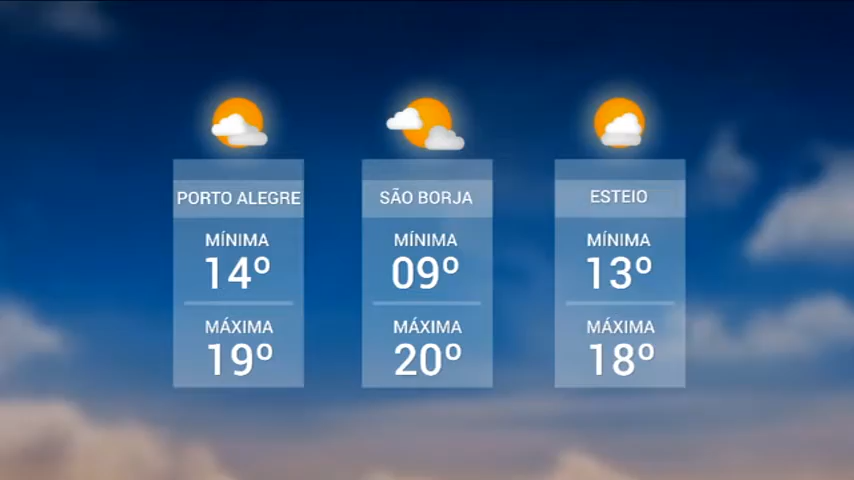 PORTO ALEGRE
MÍNIMA
14º
MÁXIMA
19º
SÃO BORJA
MÍNIMA
09º
MÁXIMA
20º
ESTEIO
MÍNIMA
13º
MÁXIMA
18º